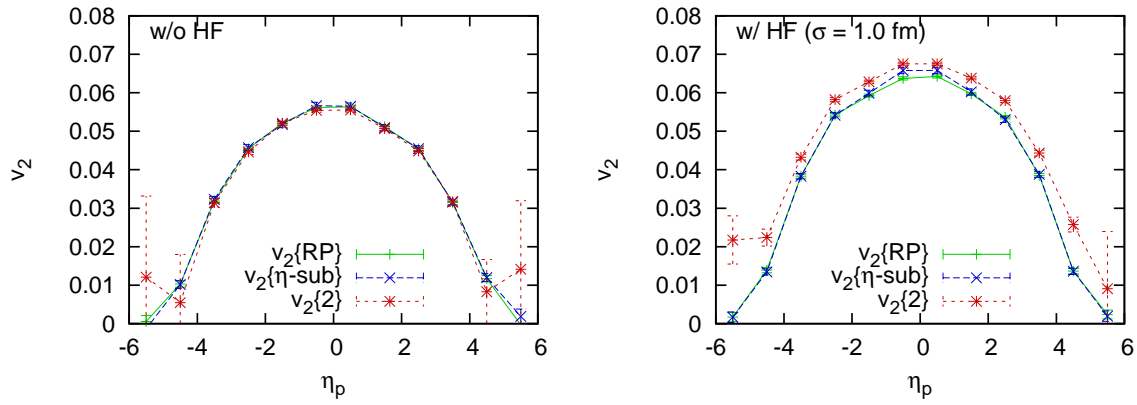 w/o HF
v2
0.08
0.07
0.06
0.05
0.04
0.03
0.02
0.01
0
v2{RP}
v2{η-sub}
v2{2}
-6 -4 -2 0 2 4 6
ηp
w/ HF (σ = 1.0 fm)
v2
0.08
0.07
0.06
0.05
0.04
0.03
0.02
0.01
0
v2{RP}
v2{η-sub}
v2{2}
-6 -4 -2 0 2 4 6
ηp